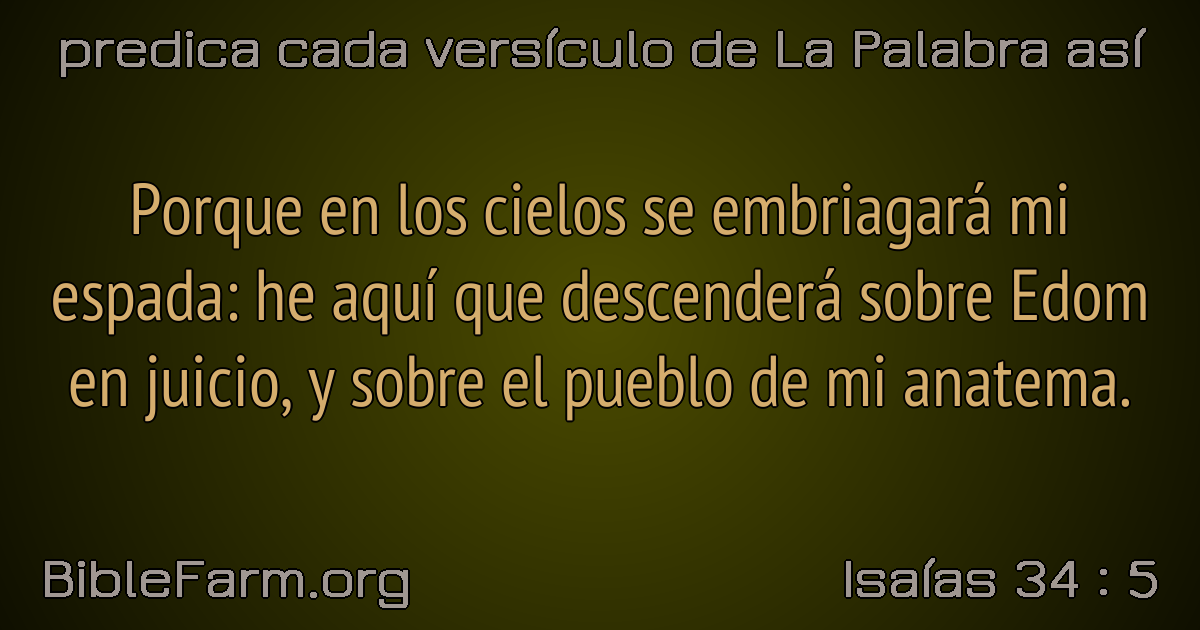 predica cada versículo de La Palabra así
Porque en los cielos se embriagará mi
espada: he aquí que descenderá sobre Edom
en juicio, y sobre el pueblo de mi anatema.
BibleFarm.org
Isaías 34 : 5